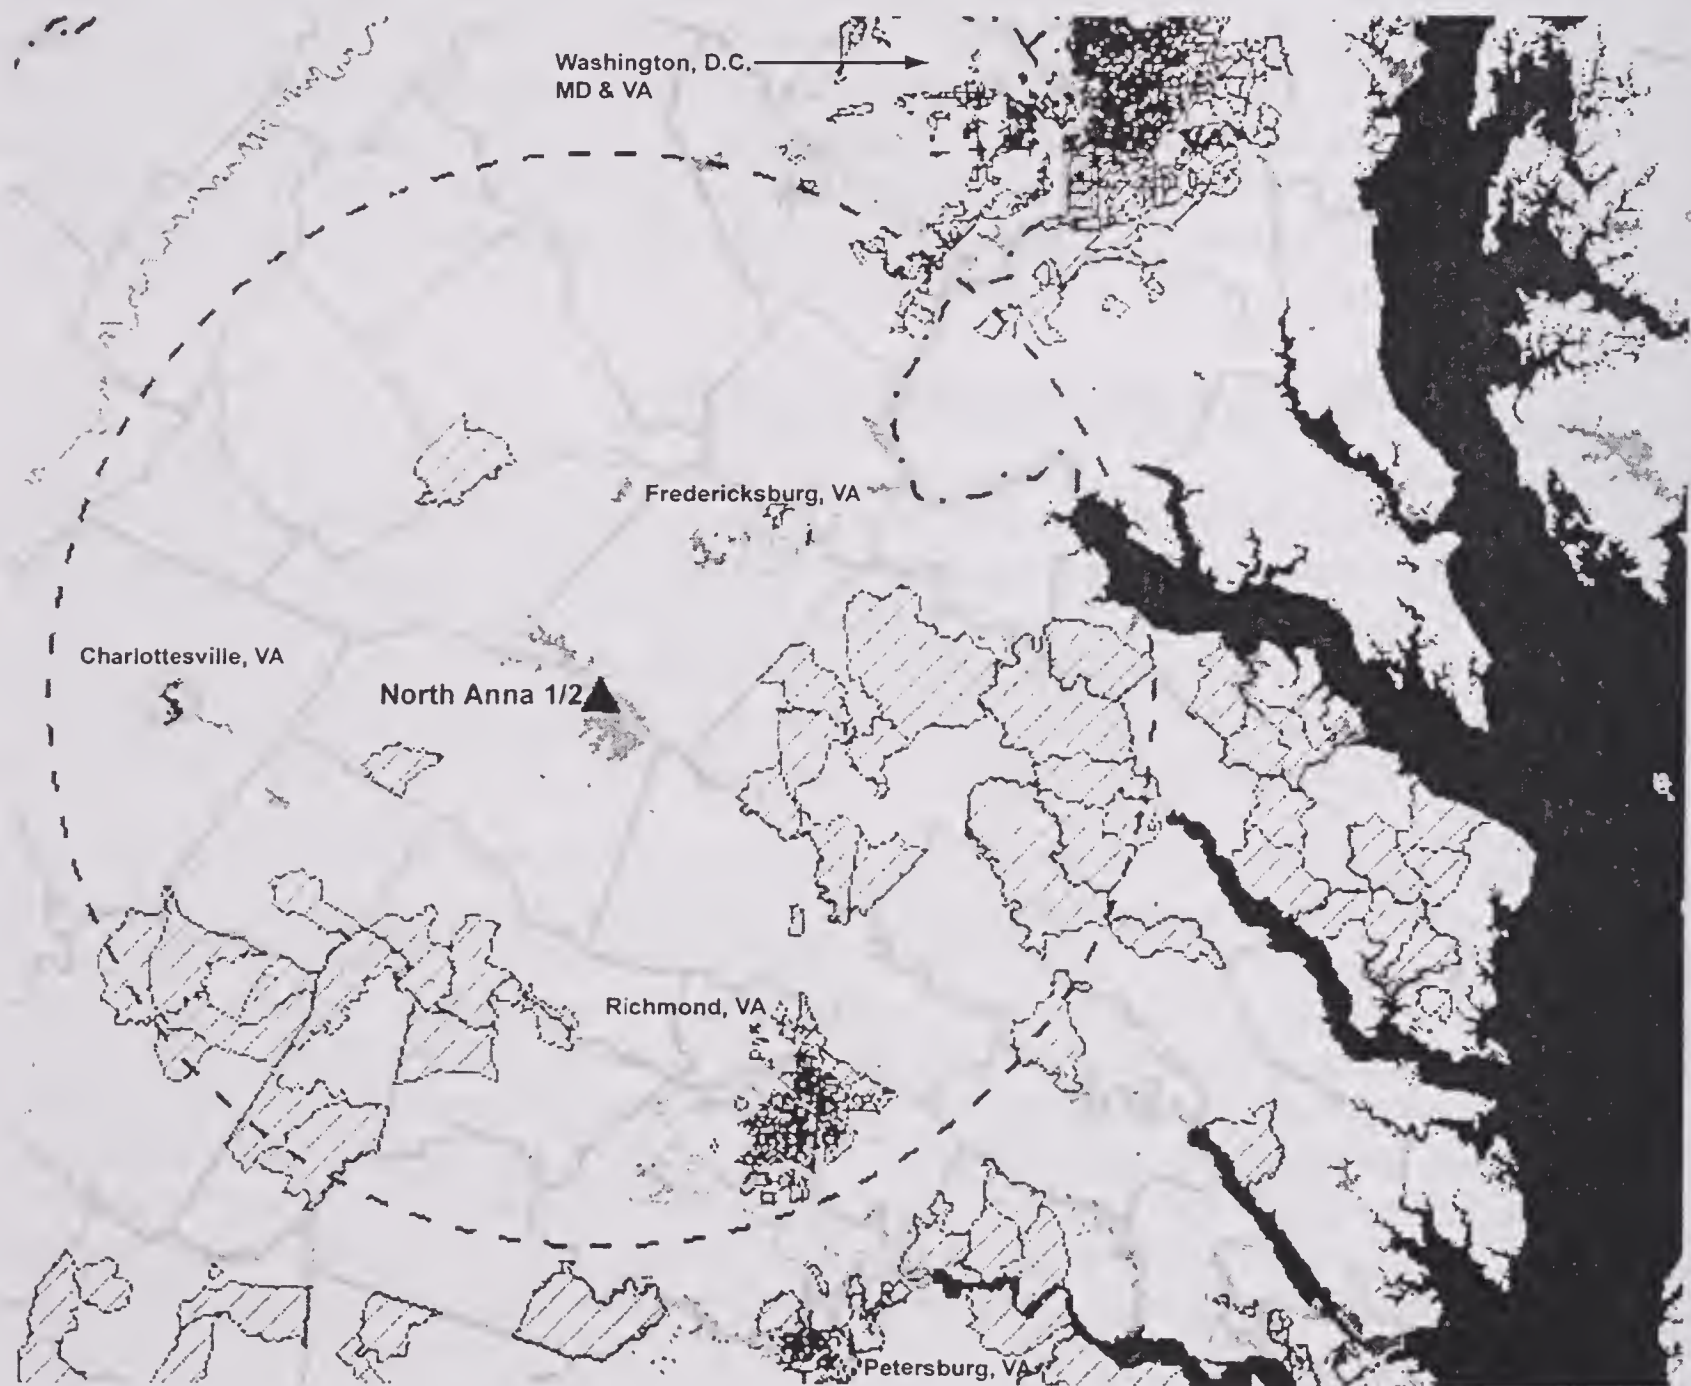 Washington, D.C.
MD & VA
Fredericksburg, VA
Charlottesville, VA
North Anna 1/2
Richmond, VA
Petersburg, VA